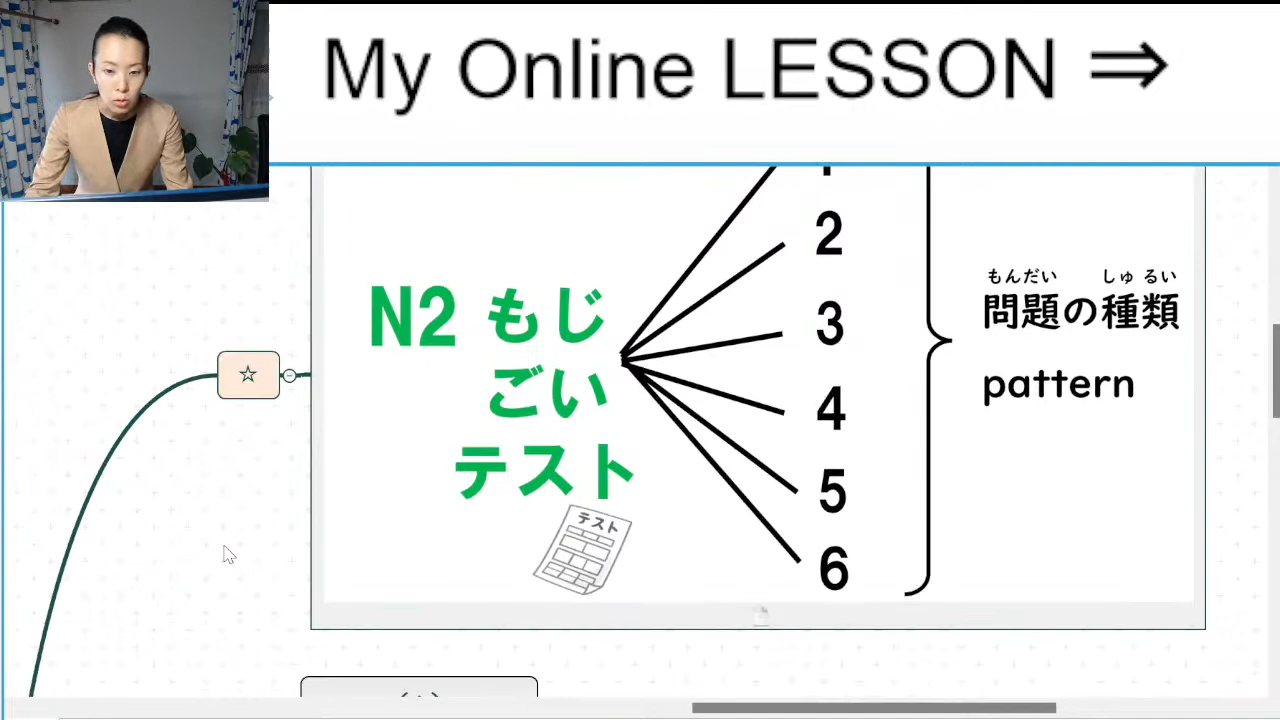 My Online LESSON ⇒
N2 もじ
ごい
テスト
テスト
2
3
4
5
6
もんだい しゅるい
問題の種類
pattern